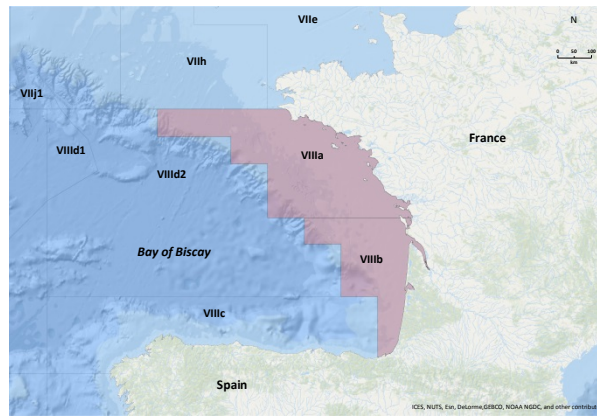 VIIe
N
0 50 100
km
VIIh
VIIj1
France
VIIId1
VIIIa
VIIId2
Bay of Biscay
VIIIb
VIIIc
Spain
ICES, NUTS, Esri, DeLorme,GEBCO, NOAA NGDC, and other contribut